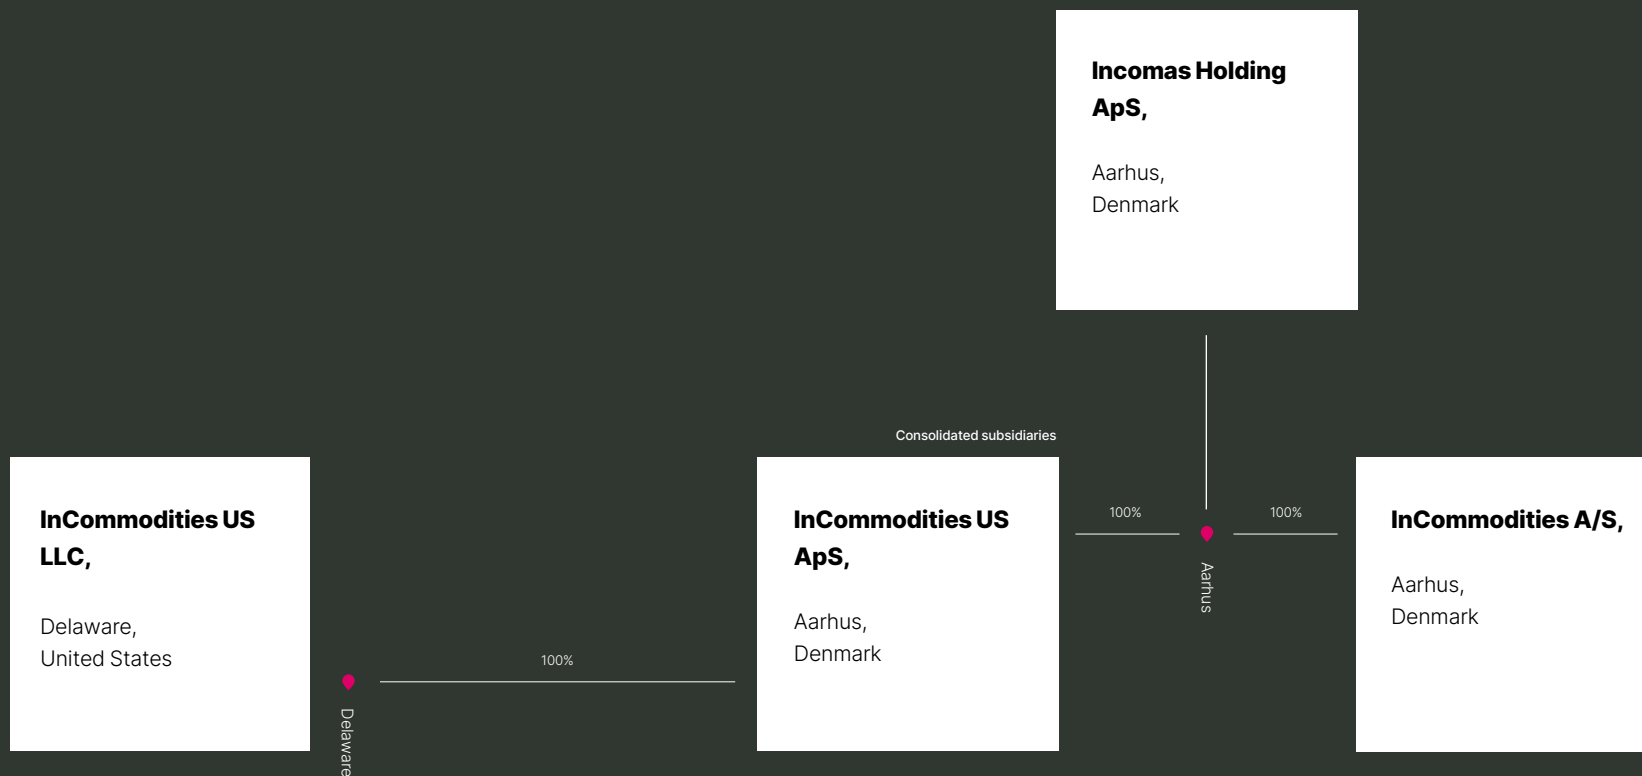 Incomas Holding
ApS,
Aarhus,
Denmark
Consolidated subsidiaries
InCommodities US
LLC,
Delaware,
United States
Delaware
100%
InCommodities US
ApS,
Aarhus,
Denmark
100%
Aarhus
100%
InCommodities A/S,
Aarhus,
Denmark